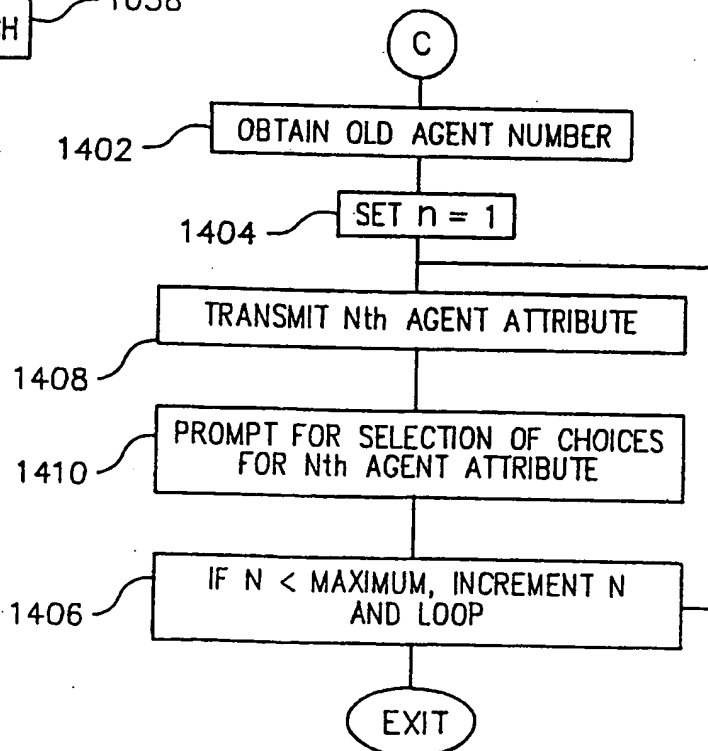 CH
1038
C
1402
OBTAIN OLD AGENT NUMBER
1404
SET n = 1
TRANSMIT Nth AGENT ATTRIBUTE
1408
PROMPT FOR SELECTION OF CHOICES
FOR Nth AGENT ATTRIBUTE
1410
IF N < MAXIMUM, INCREMENT N
AND LOOP
1406
EXIT